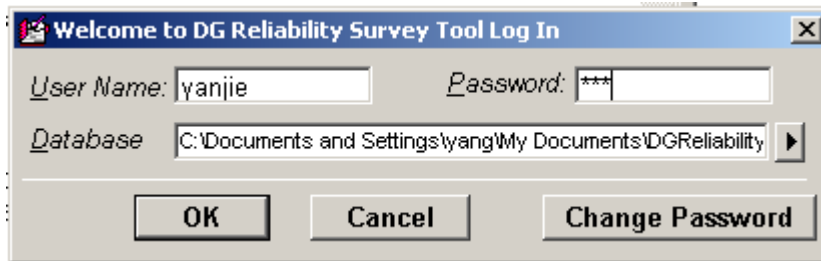 Welcome to DG Reliability Survey Tool Log In
User Name: yanjie Password: ***
Database C:\Documents and Settings\yang\My Documents\DGReliability
OK Cancel Change Password